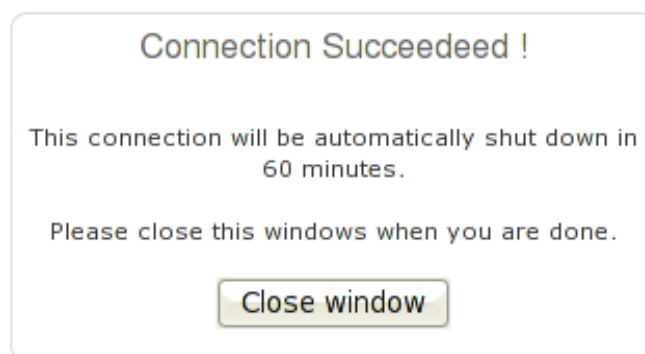 Connection Succeedeed !
This connection will be automatically shut down in
60 minutes.
Please close this windows when you are done.
Close window